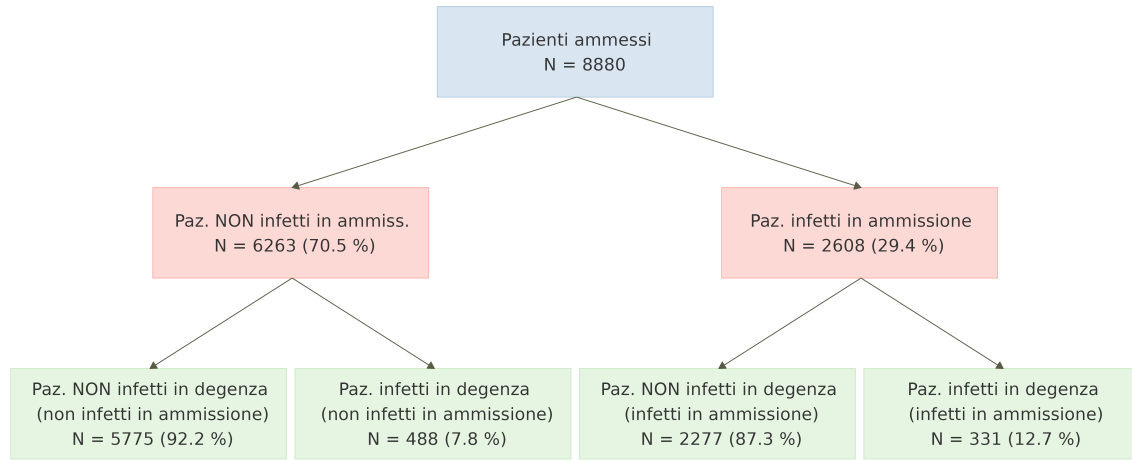 Pazienti ammessi
N = 8880
Paz. NON infetti in ammiss.
N = 6263 (70.5 %)
Paz. infetti in ammissione
N = 2608 (29.4 %)
Paz. NON infetti in degenza
(non infetti in ammissione)
N = 5775 (92.2 %)
Paz. infetti in degenza
(non infetti in ammissione)
N = 488 (7.8 %)
Paz. NON infetti in degenza
(infetti in ammissione)
N = 2277 (87.3 %)
Paz. infetti in degenza
(infetti in ammissione)
N = 331 (12.7 %)